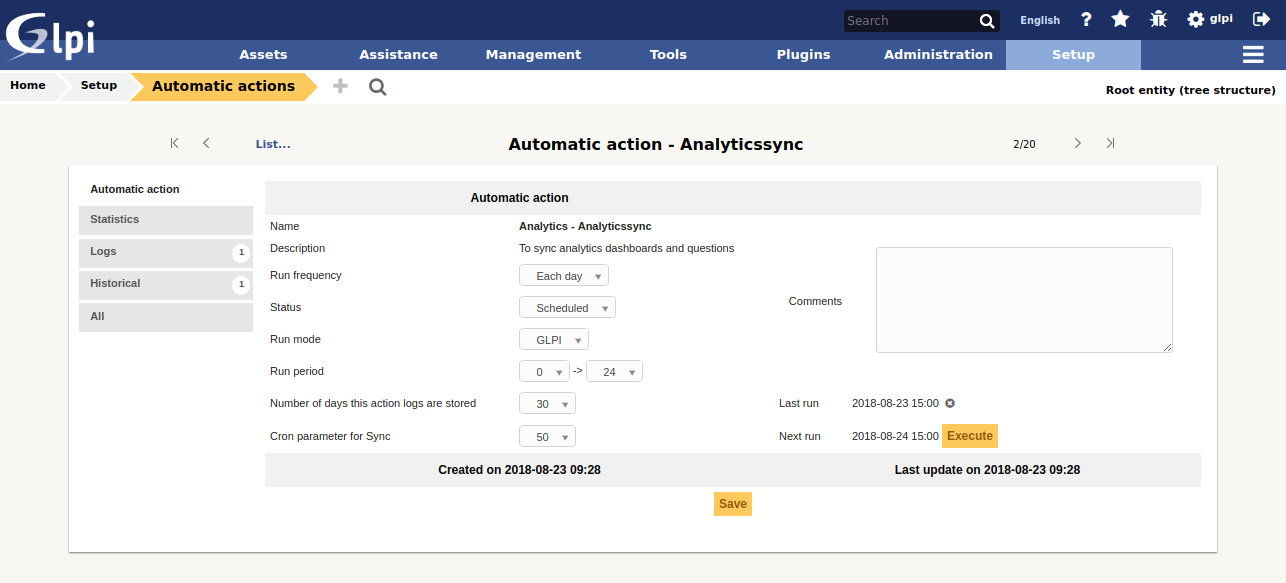 Glpi
Search
English ? glpi
Assets Assistance Management Tools Plugins Administration Setup
Home Setup Automatic actions
Root entity (tree structure)
List... Automatic action - Analyticssync 2/20
Automatic action
Statistics
Logs 1
Historical 1
All
Automatic action
Name Analytics - Analyticssync
Description To sync analytics dashboards and questions
Run frequency Each day
Status Scheduled
Comments
Run mode GLPI
Run period 0 -> 24
Number of days this action logs are stored 30 Last run 2018-08-23 15:00
Cron parameter for Sync 50 Next run 2018-08-24 15:00 Execute
Created on 2018-08-23 09:28 Last update on 2018-08-23 09:28
Save